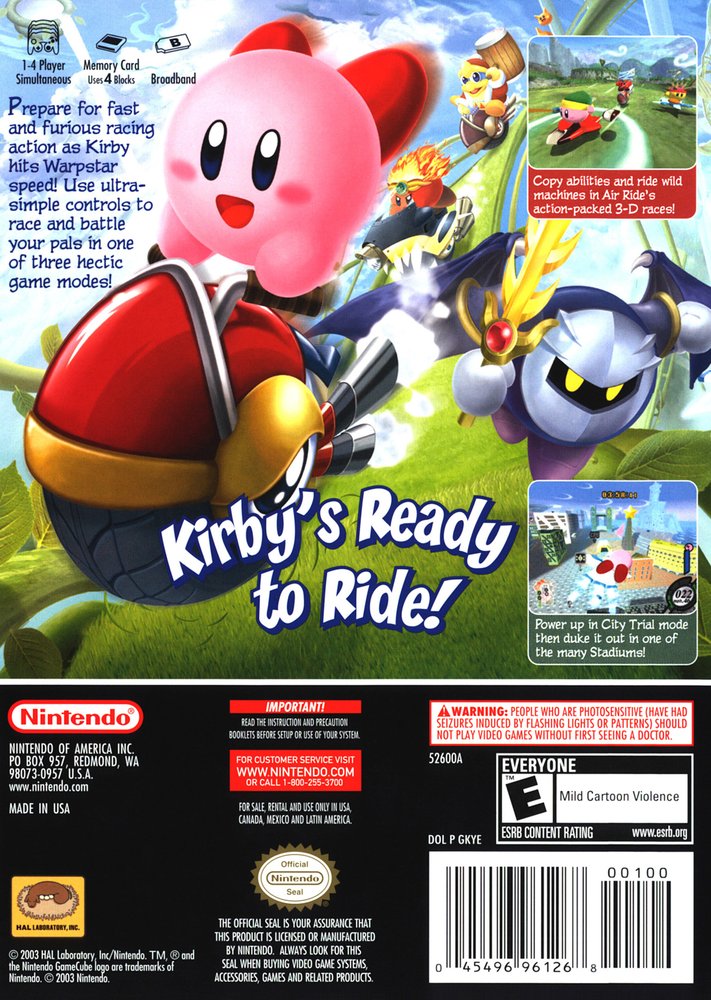 1-4 Player
Simultaneous
Memory Card
Uses 4 Blocks
B
Broadband
Prepare for fast
and furious racing
action as Kirby
hits Warpstar
speed! Use ultra-
simple controls to
race and battle
your pals in one
of three hectic
game modes!
Copy abilities and ride wild
machines in Air Ride's
action-packed 3-D races!
Kirby's Ready
to Ride!
03:58:11
022
Power up in City Trial mode
then duke it out in one of
the many Stadiums!
Nintendo®
NINTENDO OF AMERICA INC.
PO BOX 957, REDMOND, WA
98073-0957 U.S.A.
www.nintendo.com
MADE IN USA
HAL LABORATORY, INC.
© 2003 HAL Laboratory, Inc/Nintendo. TM, ® and
the Nintendo GameCube logo are trademarks of
Nintendo. © 2003 Nintendo.
IMPORTANT!
READ THE INSTRUCTION AND PRECAUTION
BOOKLETS BEFORE SETUP OR USE OF YOUR SYSTEM.
FOR CUSTOMER SERVICE VISIT
WWW.NINTENDO.COM
OR CALL 1-800-255-3700
FOR SALE, RENTAL AND USE ONLY IN USA,
CANADA, MEXICO AND LATIN AMERICA.
Official
Nintendo
Seal
THE OFFICIAL SEAL IS YOUR ASSURANCE THAT
THIS PRODUCT IS LICENSED OR MANUFACTURED
BY NINTENDO. ALWAYS LOOK FOR THIS
SEAL WHEN BUYING VIDEO GAME SYSTEMS,
ACCESSORIES, GAMES AND RELATED PRODUCTS.
WARNING: PEOPLE WHO ARE PHOTOSENSITIVE (HAVE HAD
SEIZURES INDUCED BY FLASHING LIGHTS OR PATTERNS) SHOULD
NOT PLAY VIDEO GAMES WITHOUT FIRST SEEING A DOCTOR.
52600A
EVERYONE
TM
E
Mild Cartoon Violence
ESRB CONTENT RATING www.esrb.org
DOL P GKYE
00100
0 45496 96126 8